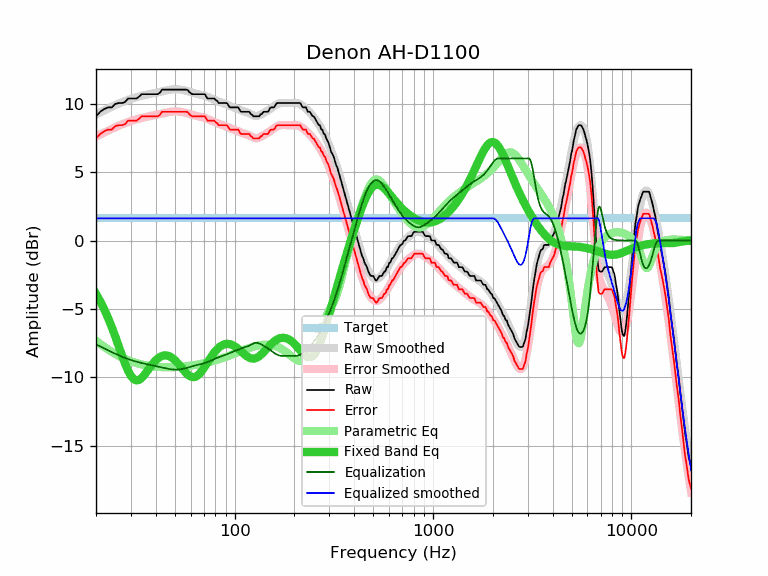 Denon AH-D1100
Amplitude (dBr)
10
5
0
−5
−10
−15
Target
Raw Smoothed
Error Smoothed
Raw
Error
Parametric Eq
Fixed Band Eq
Equalization
Equalized smoothed
100
1000
10000
Frequency (Hz)